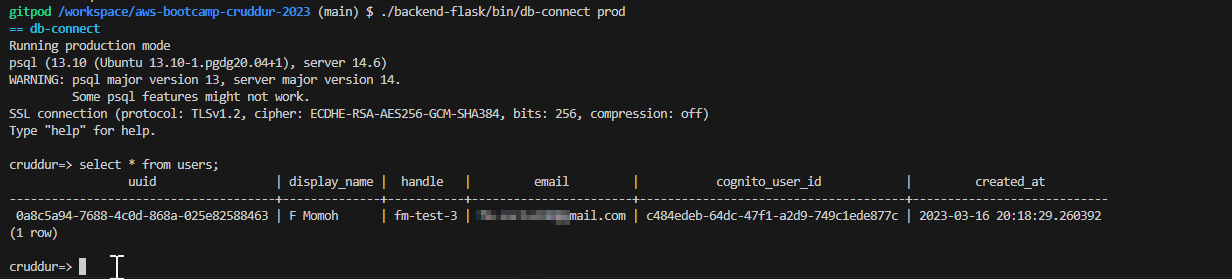 gitpod /workspace/aws-bootcamp-cruddur-2023 (main) $ ./backend-flask/bin/db-connect prod
== db-connect
Running production mode
psql (13.10 (Ubuntu 13.10-1.pgdg20.04+1), server 14.6)
WARNING: psql major version 13, server major version 14.
         Some psql features might not work.
SSL connection (protocol: TLSv1.2, cipher: ECDHE-RSA-AES256-GCM-SHA384, bits: 256, compression: off)
Type "help" for help.
cruddur=> select * from users;
uuid | display_name | handle | email | cognito_user_id | created_at
--------------------------------------+--------------+-----------+-----------------------+--------------------------------------+----------------------------
0a8c5a94-7688-4c0d-868a-025e82588463 | F Momoh | fm-test-3 | mail.com | c484edeb-64dc-47f1-a2d9-749c1ede877c | 2023-03-16 20:18:29.260392
(1 row)
cruddur=>